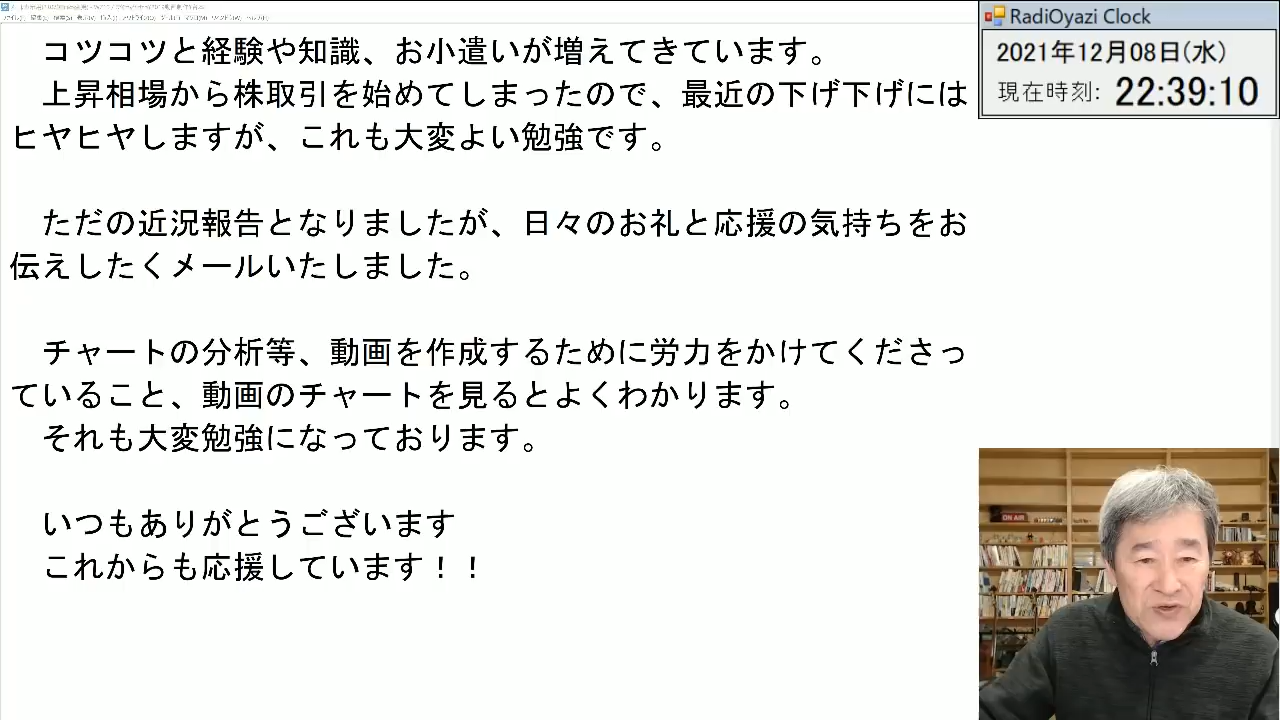 コツコツと経験や知識、お小遣いが増えてきています。
上昇相場から株取引を始めてしまったので、最近の下げ下げには
ヒヤヒヤしますが、これも大変よい勉強です。
ただの近況報告となりましたが、日々のお礼と応援の気持ちをお
伝えしたくメールいたしました。
チャートの分析等、動画を作成するために労力をかけてくださっ
ていること、動画のチャートを見るとよくわかります。
それも大変勉強になっております。
いつもありがとうございます
これからも応援しています！！
RadiOyazi Clock
2021年12月08日(水)
現在時刻: 22:39:10
ON AIR